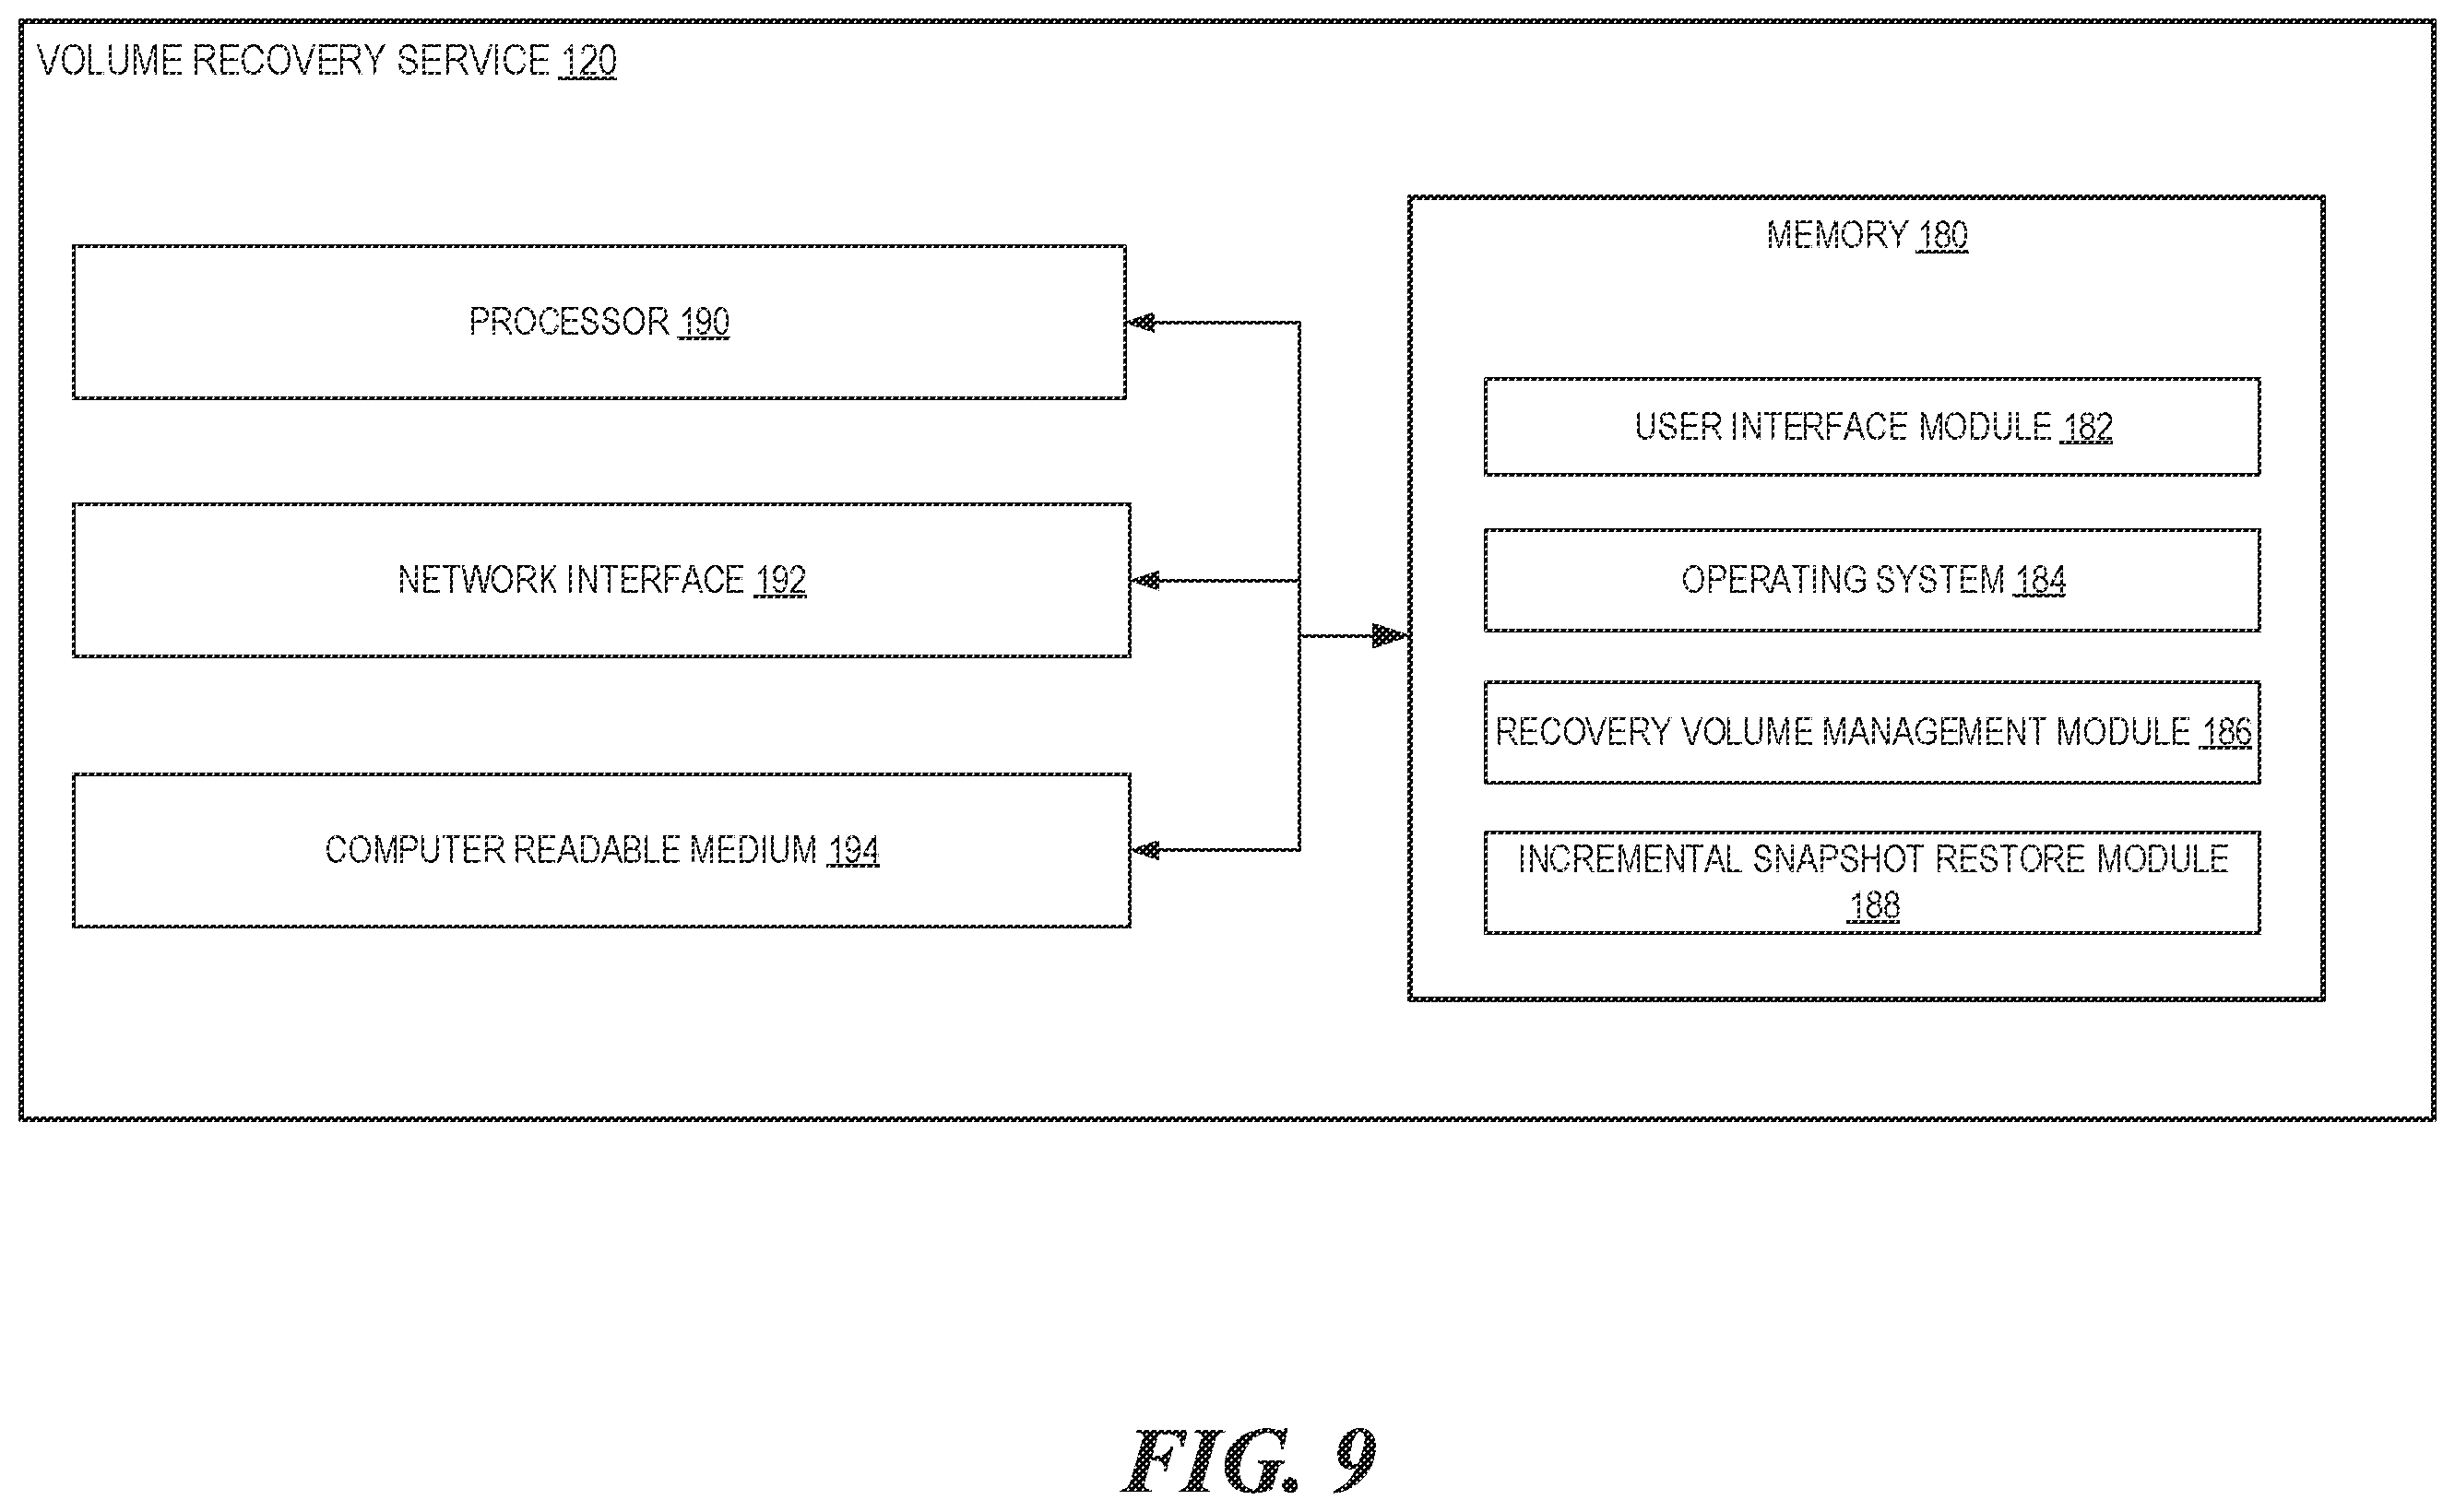 VOLUME RECOVERY SERVICE 120
PROCESSOR 190
NETWORK INTERFACE 192
COMPUTER READABLE MEDIUM 194
MEMORY 180
USER INTERFACE MODULE 182
OPERATING SYSTEM 184
RECOVERY VOLUME MANAGEMENT MODULE 186
INCREMENTAL SNAPSHOT RESTORE MODULE
188
FIG. 9